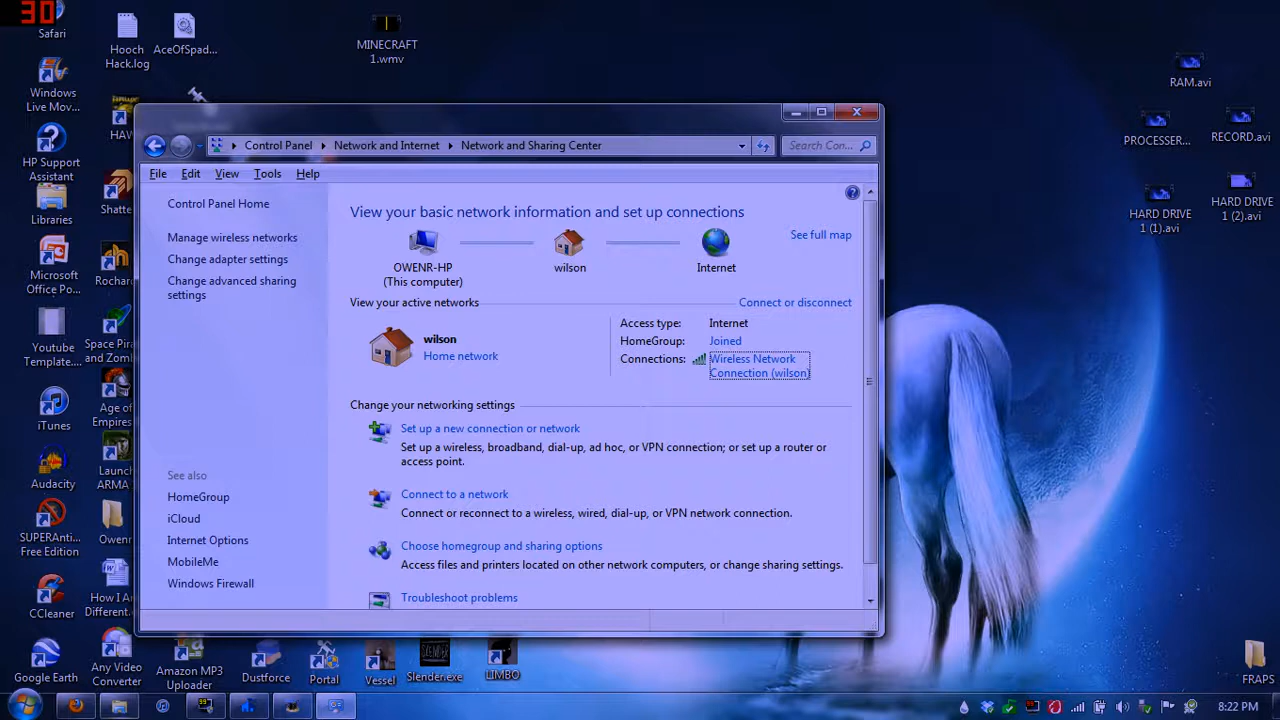 30
Safari
Hooch
Hack.log
AceOfSpad...
MINECRAFT
1.wmv
RAM.avi
Windows
Live Mov...
HAW
PROCESSER...
RECORD.avi
HP Support
Assistant
Libraries
Shatte
HARD DRIVE
1 (1).avi
HARD DRIVE
1 (2).avi
Microsoft
Office Po...
Rochar
Youtube
Template...
Space Pira
and Zomb
iTunes
Age of
Empires
Audacity
Launch
ARMA
SUPERAnti...
Free Edition
Owenr
CCleaner
How I Am
Different.d
Google Earth
Any Video
Converter
Amazon MP3
Uploader
Dustforce
Portal
Vessel
SLENDER
Slender.exe
LIMBO
FRAPS
Control Panel
Network and Internet
Network and Sharing Center
Search Con...
File Edit View Tools Help
Control Panel Home
Manage wireless networks
Change adapter settings
Change advanced sharing
settings
See also
HomeGroup
iCloud
Internet Options
MobileMe
Windows Firewall
View your basic network information and set up connections
OWENR-HP
(This computer)
wilson
Internet
See full map
View your active networks
Connect or disconnect
wilson
Home network
Access type: Internet
HomeGroup: Joined
Connections: Wireless Network
Connection (wilson)
Change your networking settings
Set up a new connection or network
Set up a wireless, broadband, dial-up, ad hoc, or VPN connection; or set up a router or
access point.
Connect to a network
Connect or reconnect to a wireless, wired, dial-up, or VPN network connection.
Choose homegroup and sharing options
Access files and printers located on other network computers, or change sharing settings.
Troubleshoot problems
8:22 PM